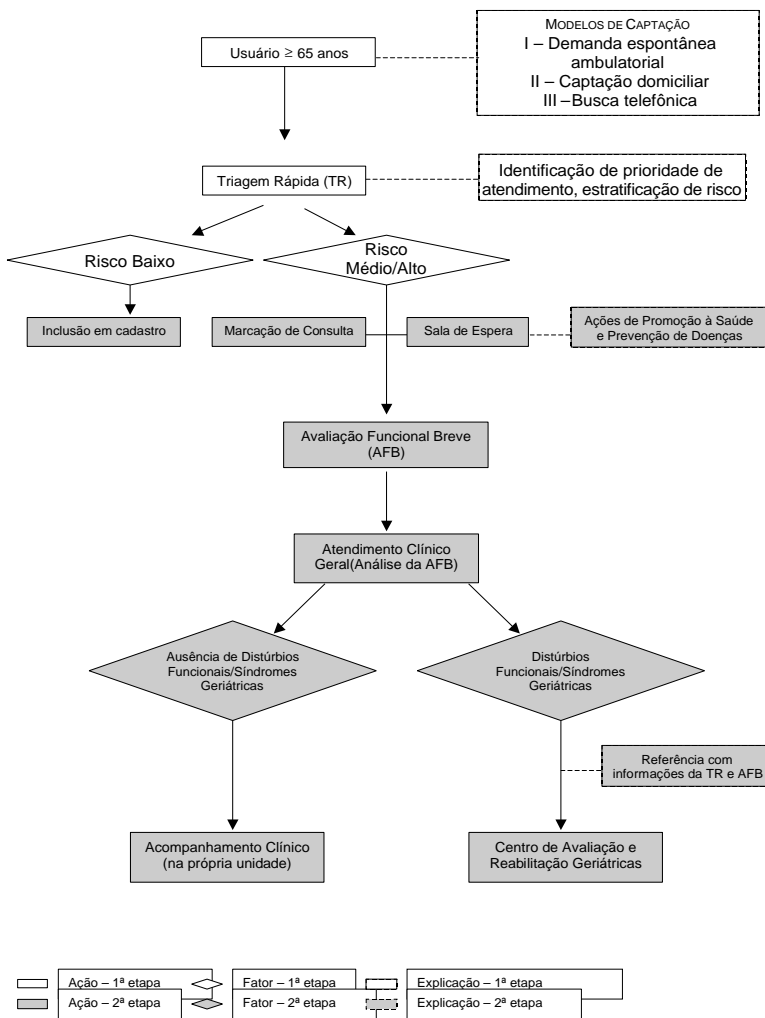 MODELOS DE CAPTAÇÃO
I – Demanda espontânea
ambulatorial
II – Captação domiciliar
III –Busca telefônica
Usuário ≥ 65 anos
Triagem Rápida (TR)
Identificação de prioridade de
atendimento, estratificação de risco
Risco Baixo
Risco
Médio/Alto
Inclusão em cadastro
Marcação de Consulta
Sala de Espera
Ações de Promoção à Saúde
e Prevenção de Doenças
Avaliação Funcional Breve
(AFB)
Atendimento Clínico
Geral(Análise da AFB)
Ausência de Distúrbios
Funcionais/Síndromes
Geriátricas
Distúrbios
Funcionais/Síndromes
Geriátricas
Referência com
informações da TR e AFB
Acompanhamento Clínico
(na própria unidade)
Centro de Avaliação e
Reabilitação Geriátricas
Ação – 1ª etapa
Fator – 1ª etapa
Explicação – 1ª etapa
Ação – 2ª etapa
Fator – 2ª etapa
Explicação – 2ª etapa